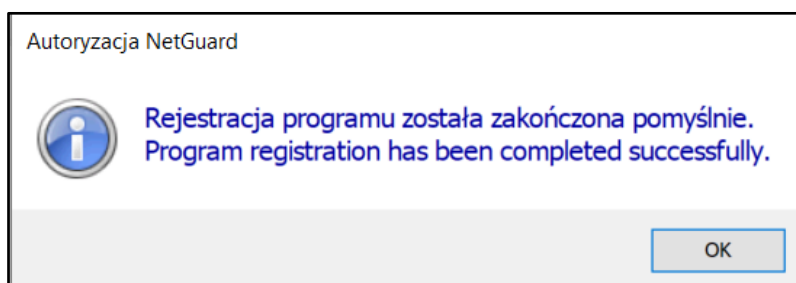 Autoryzacja NetGuard
Rejestracja programu została zakończona pomyślnie.
Program registration has been completed successfully.
OK